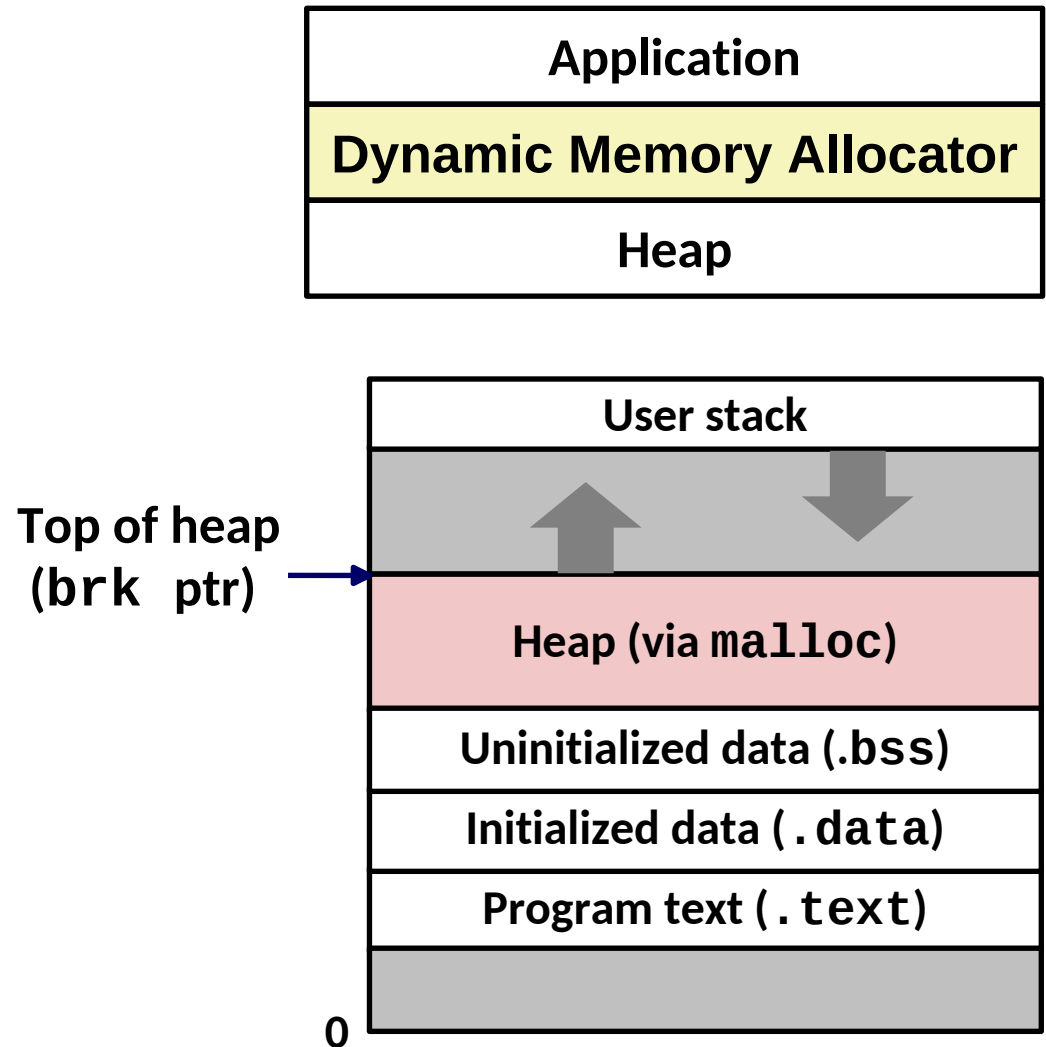 Application
Dynamic Memory Allocator
Heap
User stack
Top of heap
(brk ptr)
Heap (via malloc)
Uninitialized data (.bss)
Initialized data (.data)
Program text (.text)
0